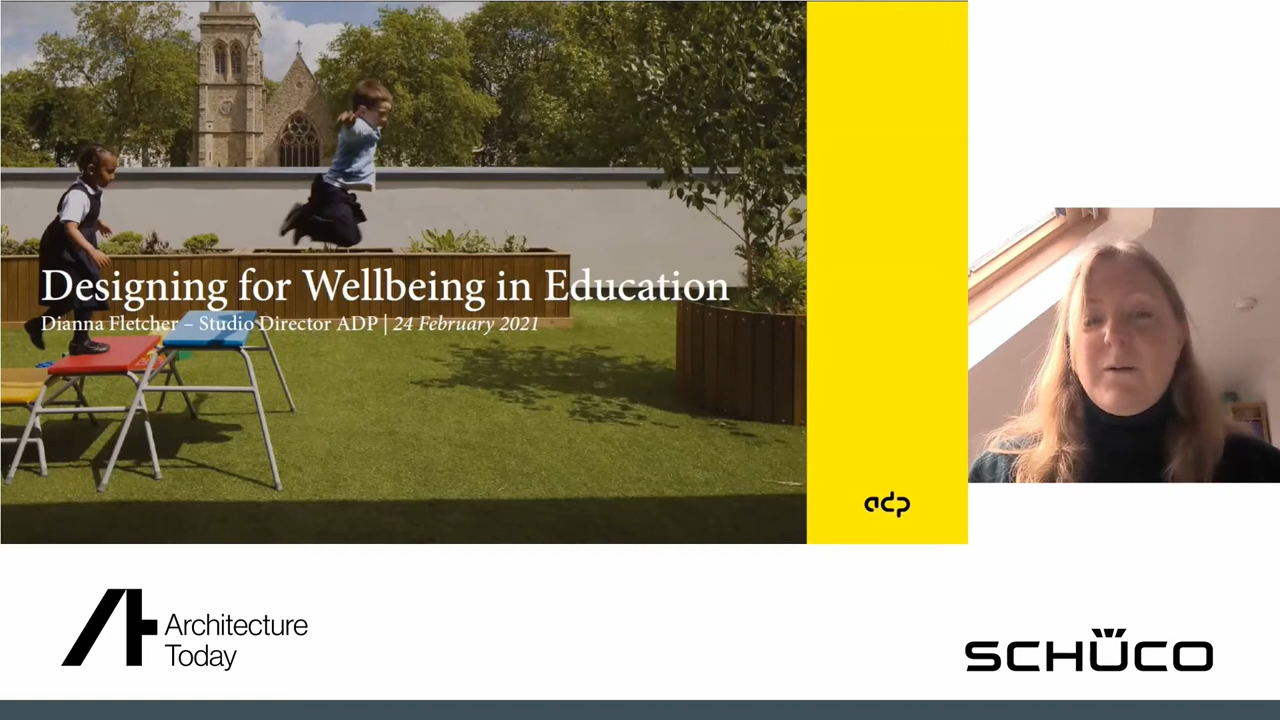 Designing for Wellbeing in Education
Dianna Fletcher – Studio Director ADP | 24 February 2021
adp
Architecture
Today
SCHÜCO